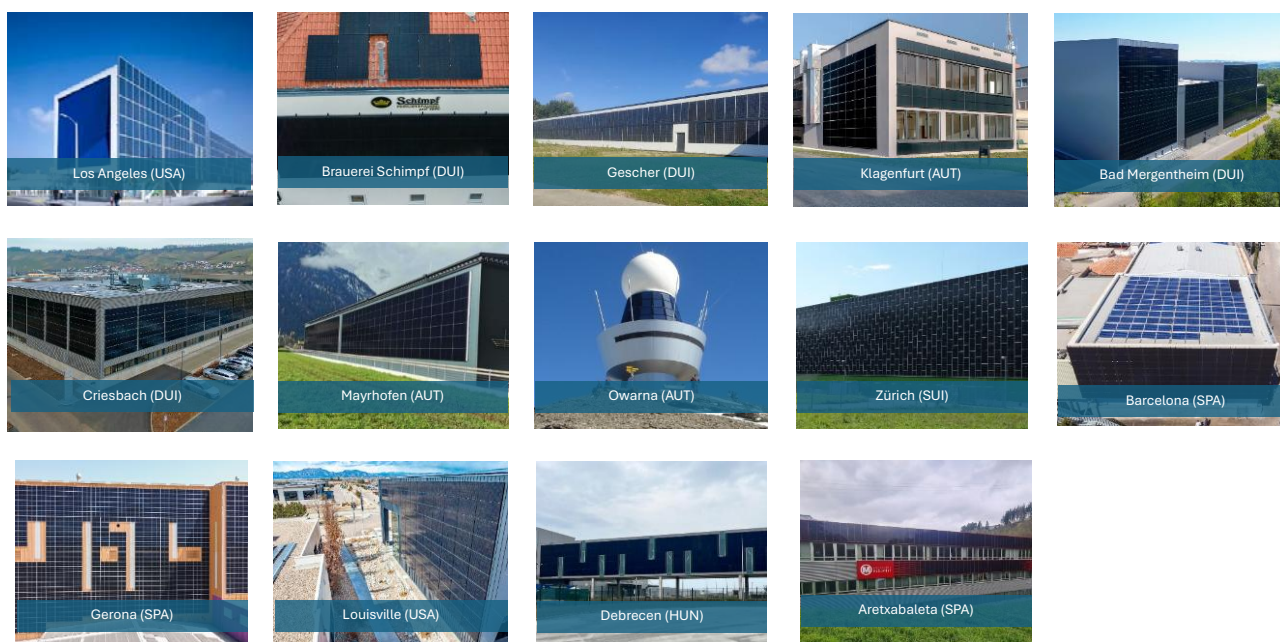 Los Angeles (USA)
Schimpf
Brauerei Schimpf (DUI)
Gescher (DUI)
Klagenfurt (AUT)
Bad Mergentheim (DUI)
Criesbach (DUI)
Mayrhofen (AUT)
Owarna (AUT)
Zürich (SUI)
Barcelona (SPA)
Gerona (SPA)
Louisville (USA)
Debrecen (HUN)
M
Aretxabaleta (SPA)